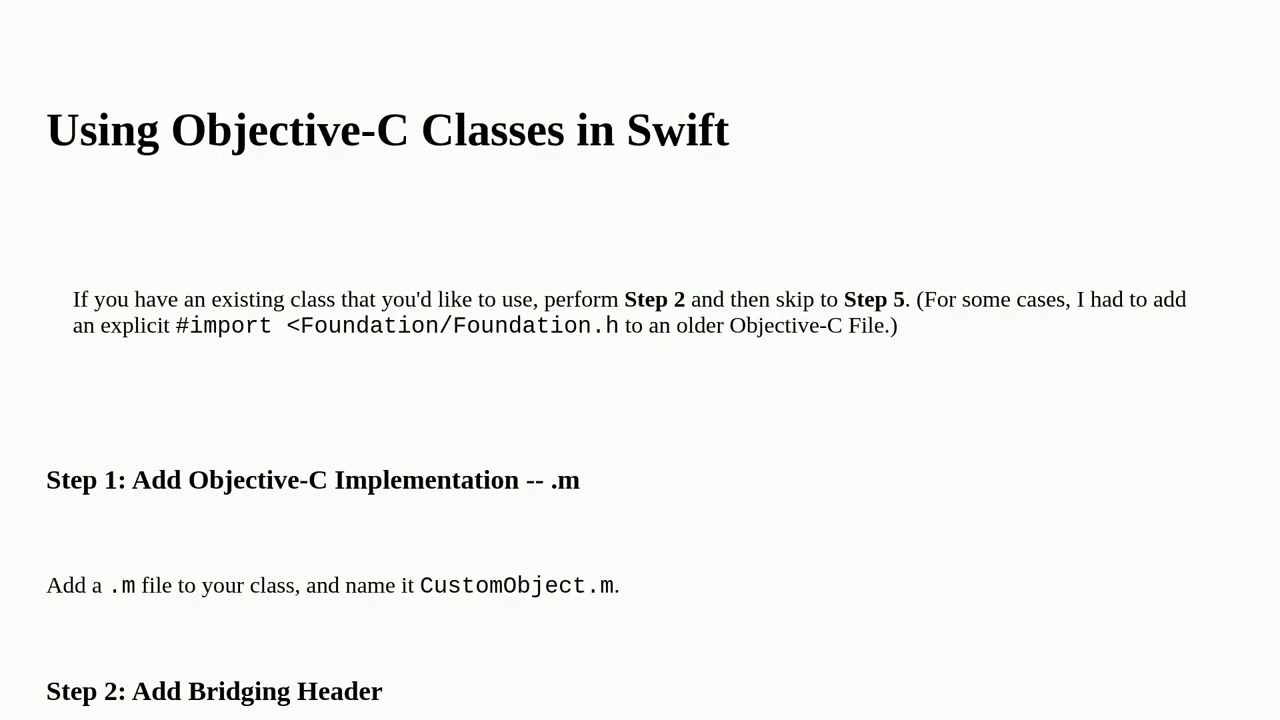 Using Objective-C Classes in Swift
If you have an existing class that you'd like to use, perform Step 2 and then skip to Step 5. (For some cases, I had to add
an explicit #import <Foundation/Foundation.h to an older Objective-C File.)
Step 1: Add Objective-C Implementation -- .m
Add a .m file to your class, and name it CustomObject.m.
Step 2: Add Bridging Header